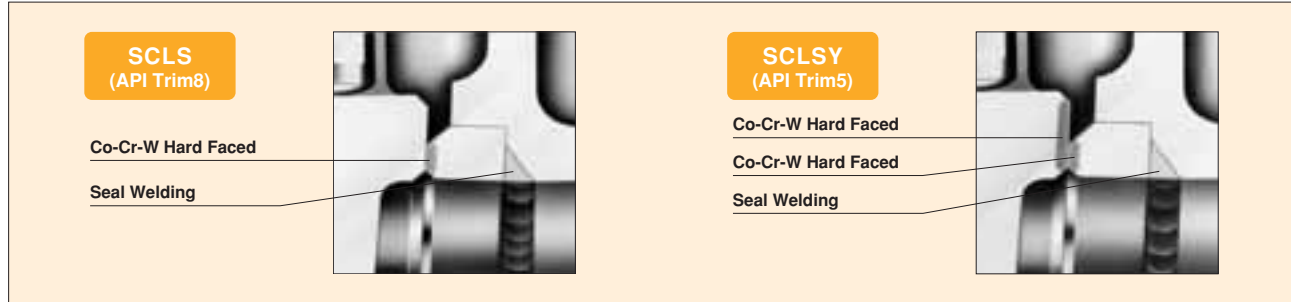 SCLS
(API Trim8)
Co-Cr-W Hard Faced
Seal Welding
SCLSY
(API Trim5)
Co-Cr-W Hard Faced
Co-Cr-W Hard Faced
Seal Welding